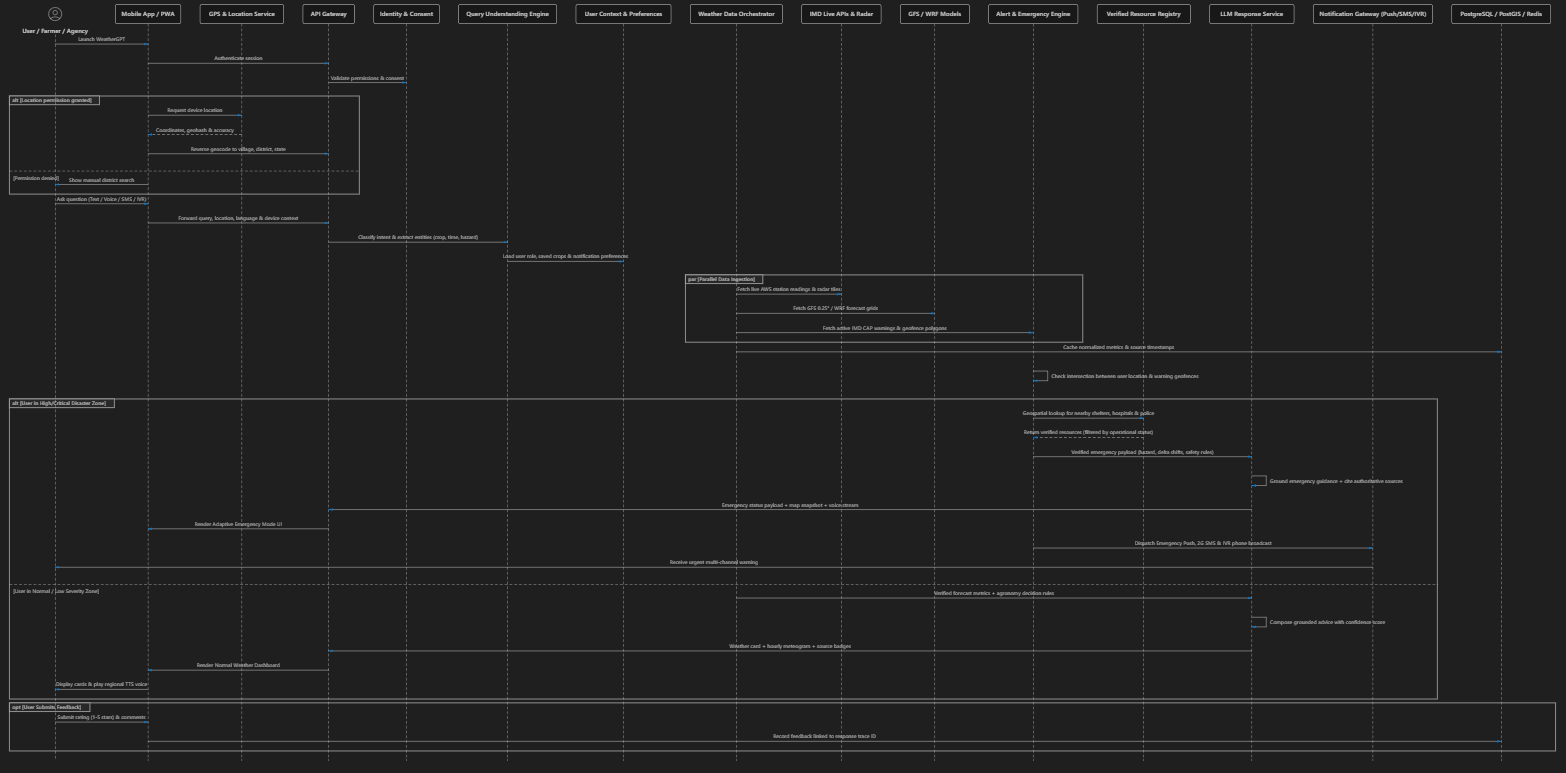 Mobile App / PWA
GPS & Location Service
API Gateway
Identity & Consent
Query Understanding Engine
User Context & Preferences
Weather Data Orchestrator
IMD Live APIs & Radar
GFS / WRF Models
Alert & Emergency Engine
Verified Resource Registry
LLM Response Service
Notification Gateway (Push/SMS/IVR)
PostgreSQL / PostGIS / Redis
User / Farmer / Agency
Launch WeatherGPT
Authenticate session
Validate permissions & consent
alt [Location permission granted]
Request device location
Coordinates, geohash & accuracy
Reverse geocode to village, district, state
[Permission denied]
Show manual district search
Ask question (Text / Voice / SMS / IVR)
Forward query, location, language & device context
Classify intent & extract entities (crop, time, hazard)
Load user role, saved crops & notification preferences
par [Parallel Data Ingestion]
Fetch live AWS station readings & radar tiles
Fetch GFS 0.25° / WRF forecast grids
Fetch active IMD CAP warnings & geofence polygons
Cache normalized metrics & source timestamps
Check intersection between user location & warning geofences
alt [User in High/Critical Disaster Zone]
Geospatial lookup for nearby shelters, hospitals & police
Return verified resources (filtered by operational status)
Verified emergency payload (hazard, delta shifts, safety rules)
Ground emergency guidance + cite authoritative sources
Emergency status payload + map snapshot + voice stream
Render Adaptive Emergency Mode UI
Dispatch Emergency Push, 2G SMS & IVR phone broadcast
Receive urgent multi-channel warning
[User in Normal / Low Severity Zone]
Verified forecast metrics + agronomy decision rules
Compose grounded advice with confidence score
Weather card + hourly meteogram + source badges
Render Normal Weather Dashboard
Display cards & play regional TTS voice
opt [User Submits Feedback]
Submit rating (1-5 stars) & comments
Record feedback linked to response trace ID